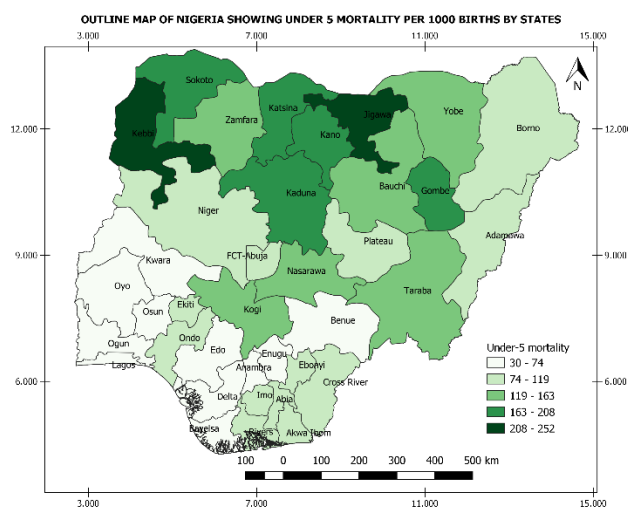 OUTLINE MAP OF NIGERIA SHOWING UNDER 5 MORTALITY PER 1000 BIRTHS BY STATES
3.000 7.000 11.000 15.000
N
Sokoto
Kebbi
Zamfara
Katsina
Kano
Jigawa
Yobe
Borno
12.000 12.000
Kaduna
Bauchi
Gombe
Niger
Adamawa
Plateau
FCT-Abuja
Kwara
9.000 9.000
Nasarawa
Taraba
Oyo
Osun
Ekiti
Kogi
Benue
Ogun
Ondo
Edo
Enugu
Lagos
Anambra
Ebonyi
Cross River
Delta
Imo
Abia
Bayelsa
Rivers
Akwa Ibom
Under-5 mortality
30 - 74
74 - 119
119 - 163
163 - 208
208 - 252
6.000 6.000
100 0 100 200 300 400 500 km
3.000 7.000 11.000 15.000